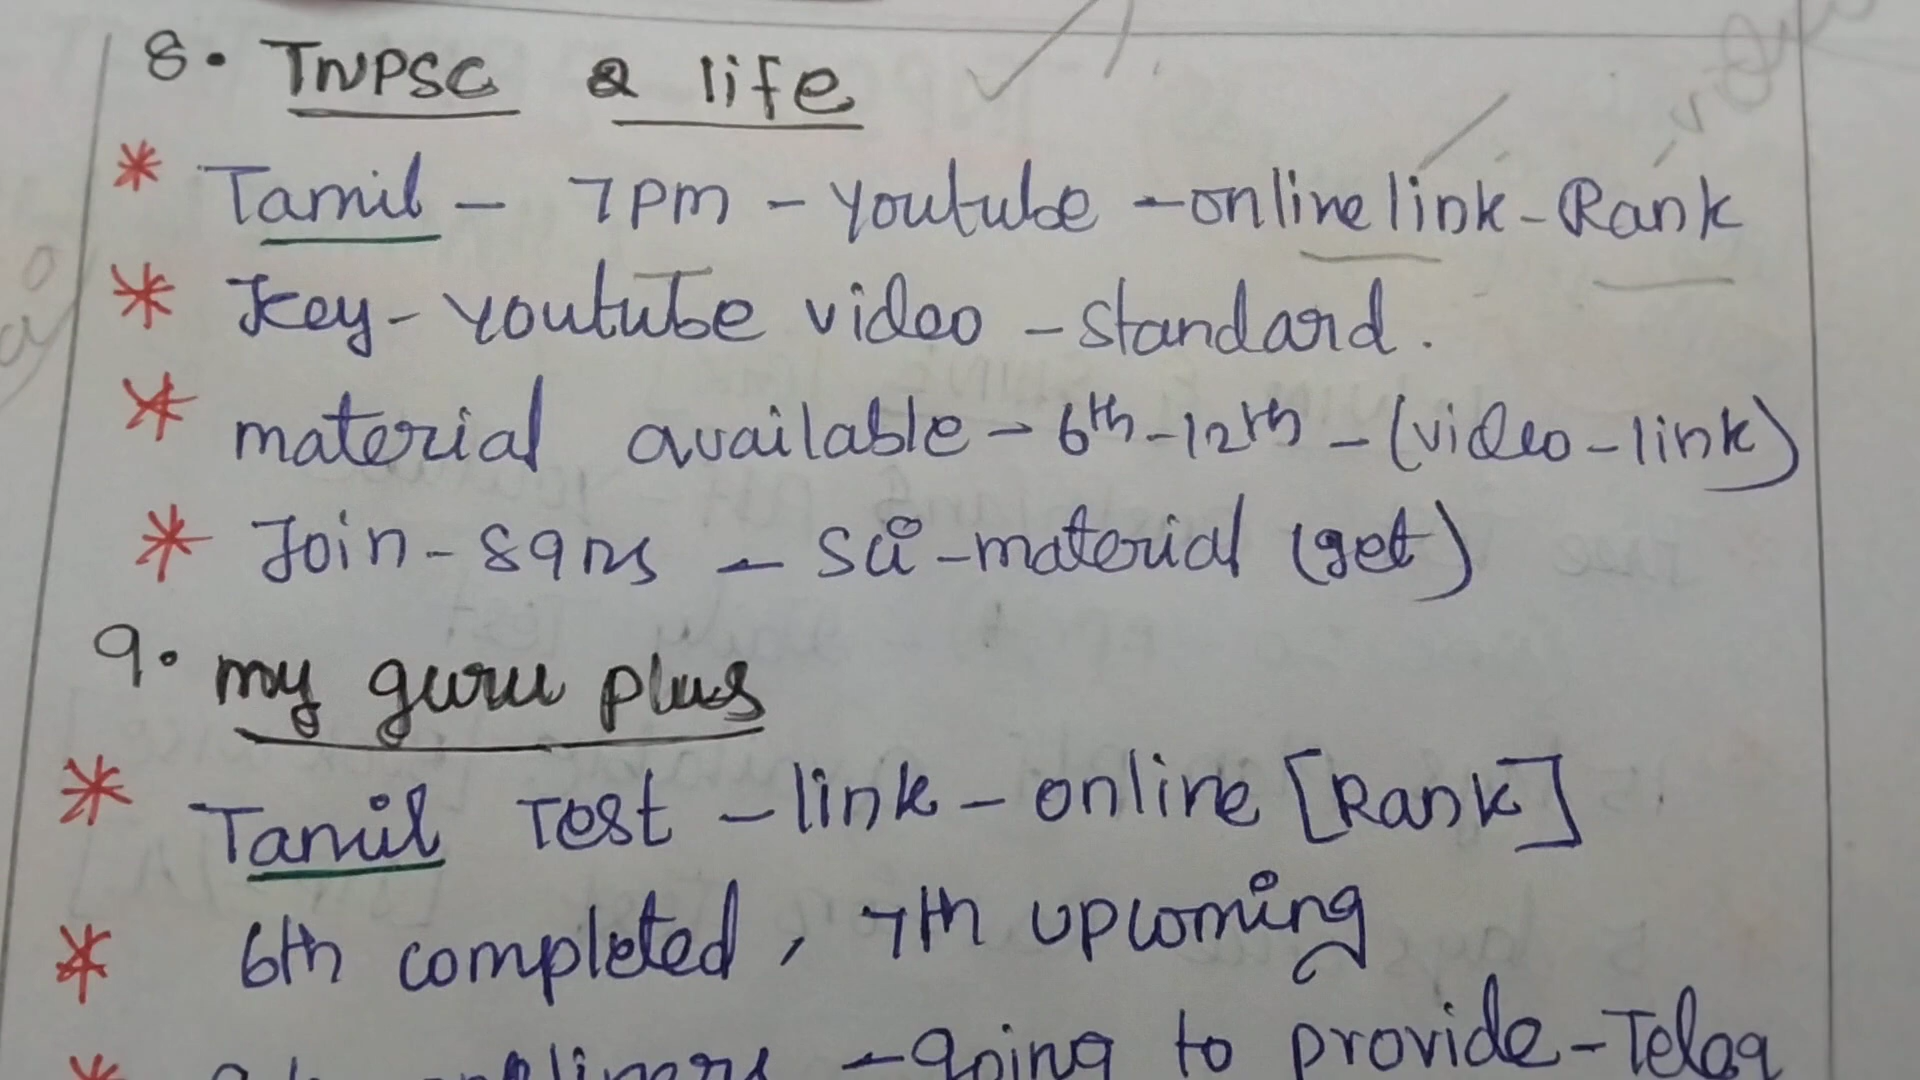 8. TNPSC & life
* Tamil - 7pm - youtube - online link - Rank
* Key - youtube video - standard.
* material available - 6th - 12th - (video - link)
* Join - 89rs - sci - material (get)
9. my guru plus
* Tamil Test - link - online [Rank]
* 6th completed, 7th upcoming
* - Going to provide - Teleg